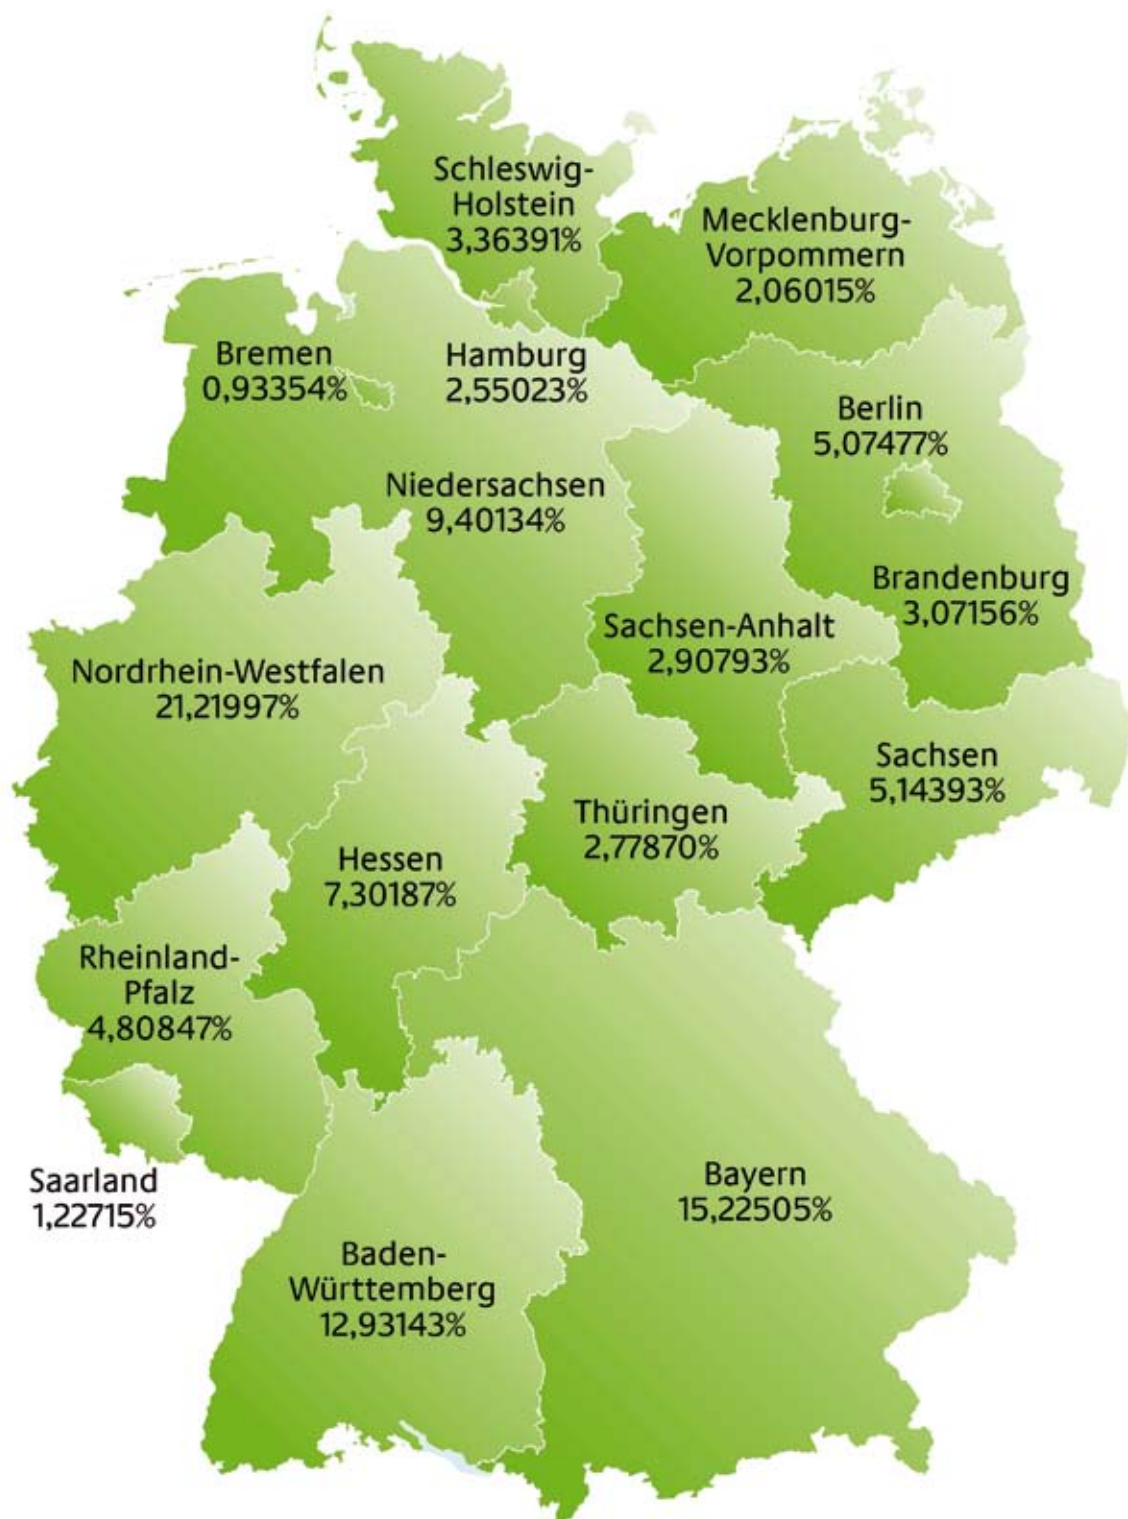 Schleswig-
Holstein
3,36391%
Mecklenburg-
Vorpommern
2,06015%
Bremen
0,93354%
Hamburg
2,55023%
Berlin
5,07477%
Niedersachsen
9,40134%
Brandenburg
3,07156%
Sachsen-Anhalt
2,90793%
Nordrhein-Westfalen
21,21997%
Sachsen
5,14393%
Thüringen
2,77870%
Hessen
7,30187%
Rheinland-
Pfalz
4,80847%
Saarland
1,22715%
Bayern
15,22505%
Baden-
Württemberg
12,93143%